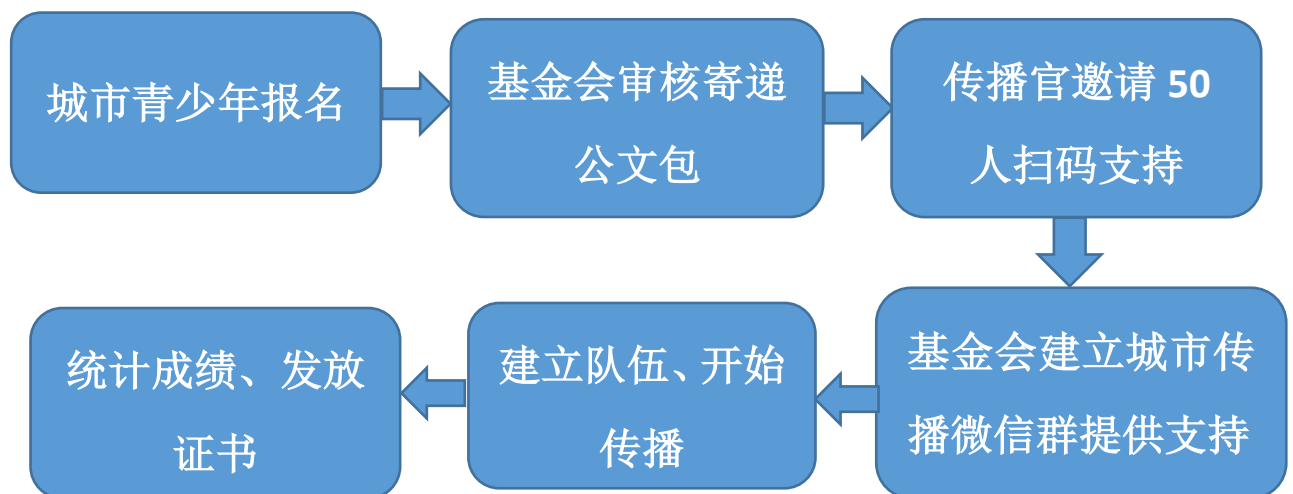 城市青少年报名
基金会审核寄递
公文包
传播官邀请 50
人扫码支持
基金会建立城市传
播微信群提供支持
建立队伍、开始
传播
统计成绩、发放
证书